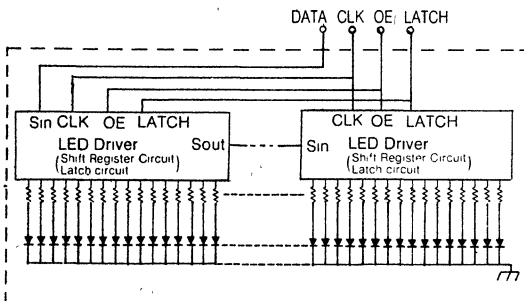 DATA CLK OE LATCH
Sin CLK OE LATCH
LED Driver
(Shift Register Circuit
Latch circuit)
Sout
CLK OE LATCH
Sin
LED Driver
(Shift Register Circuit
Latch circuit)